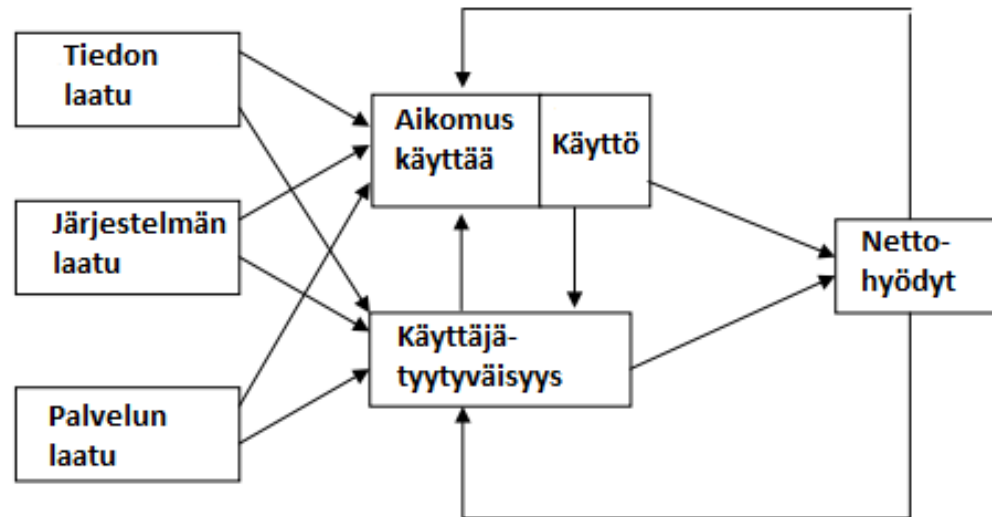 Tiedon
laatu
Järjestelmän
laatu
Palvelun
laatu
Aikomus
käyttää
Käyttö
Käyttäjä-
tyytyväisyys
Netto-
hyödyt